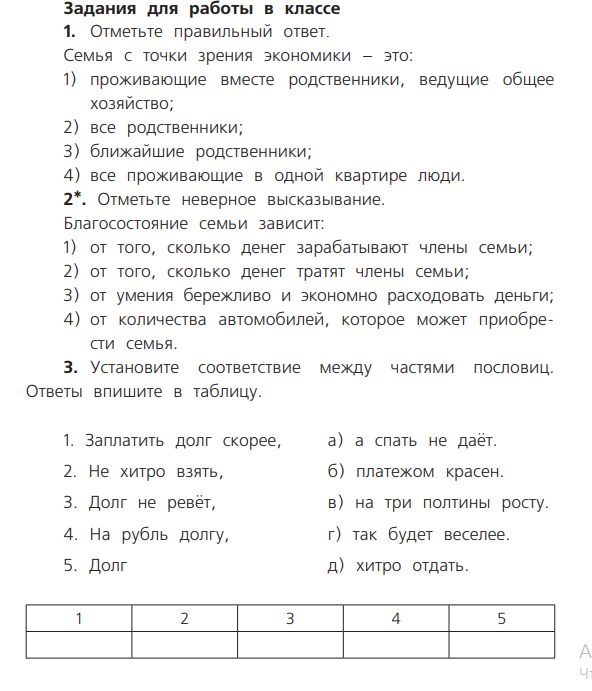 Задания для работы в классе
1. Отметьте правильный ответ.
Семья с точки зрения экономики – это:
1) проживающие вместе родственники, ведущие общее
хозяйство;
2) все родственники;
3) ближайшие родственники;
4) все проживающие в одной квартире люди.
2*. Отметьте неверное высказывание.
Благосостояние семьи зависит:
1) от того, сколько денег зарабатывают члены семьи;
2) от того, сколько денег тратят члены семьи;
3) от умения бережливо и экономно расходовать деньги;
4) от количества автомобилей, которое может приобре-
сти семья.
3. Установите соответствие между частями пословиц.
Ответы впишите в таблицу.
1. Заплатить долг скорее, а) а спать не даёт.
2. Не хитро взять, б) платежом красен.
3. Долг не ревёт, в) на три полтины росту.
4. На рубль долгу, г) так будет веселее.
5. Долг д) хитро отдать.
1 2 3 4 5